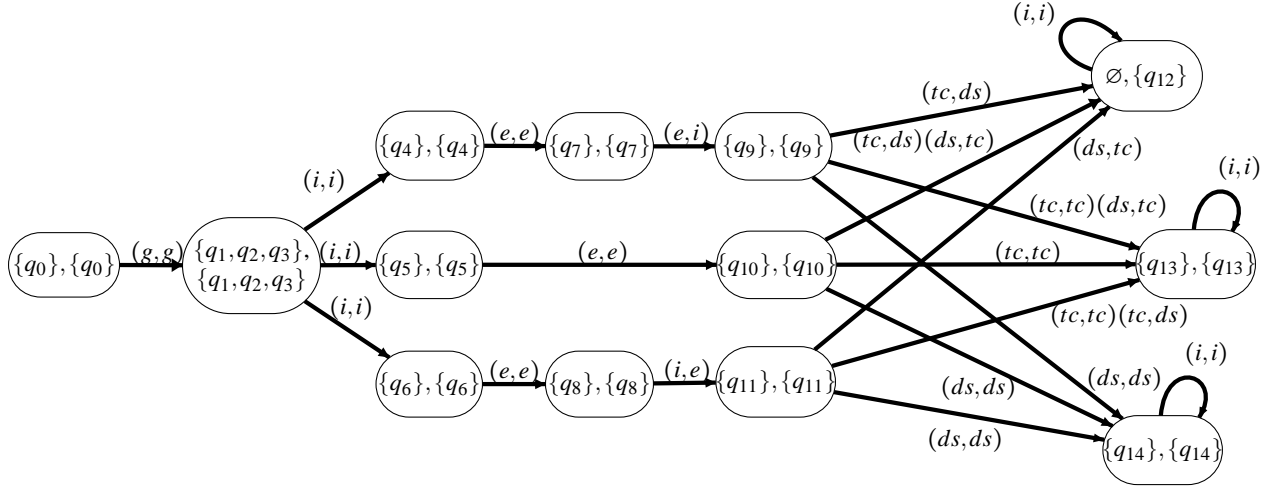 (i,i)
∅,{q12}
(tc,ds)
{q4},{q4}
(e,e)
{q7},{q7}
(e,i)
{q9},{q9}
(tc,ds)(ds,tc)
(ds,tc)
(i,i)
(i,i)
(tc,tc)(ds,tc)
{q0},{q0}
(g,g)
{q1,q2,q3},
{q1,q2,q3}
(i,i)
{q5},{q5}
(e,e)
{q10},{q10}
(tc,tc)
{q13},{q13}
(i,i)
(tc,tc)(tc,ds)
(i,i)
{q6},{q6}
(e,e)
{q8},{q8}
(i,e)
{q11},{q11}
(ds,ds)
(ds,ds)
(ds,ds)
{q14},{q14}